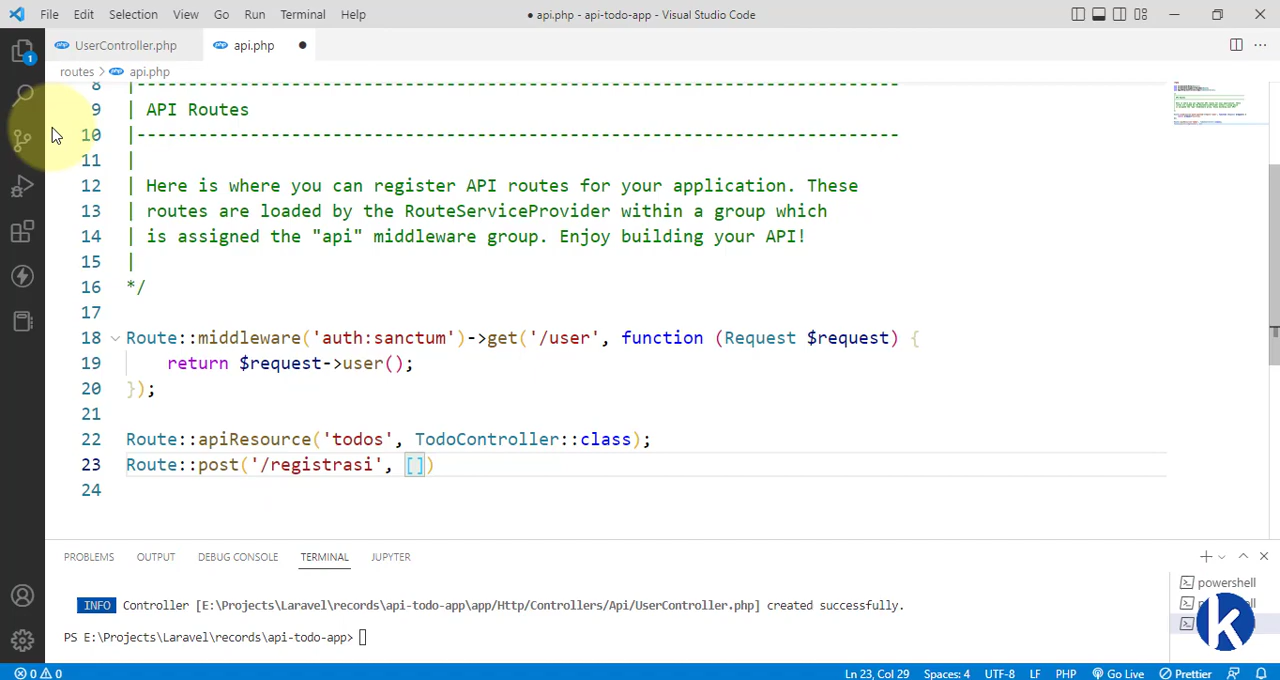 File Edit Selection View Go Run Terminal Help ● api.php - api-todo-app - Visual Studio Code
php UserController.php php api.php ●
routes > php api.php
8 |--------------------------------------------------------------------------
9 | API Routes
10 |--------------------------------------------------------------------------
11 |
12 | Here is where you can register API routes for your application. These
13 | routes are loaded by the RouteServiceProvider within a group which
14 | is assigned the "api" middleware group. Enjoy building your API!
15 |
16 */
17
18 Route::middleware('auth:sanctum')->get('/user', function (Request $request) {
19 return $request->user();
20 });
21
22 Route::apiResource('todos', TodoController::class);
23 Route::post('/registrasi', [])
24
PROBLEMS OUTPUT DEBUG CONSOLE TERMINAL JUPYTER
INFO Controller [E:\Projects\Laravel\records\api-todo-app\app/Http/Controllers/Api/UserController.php] created successfully.
PS E:\Projects\Laravel\records\api-todo-app>
powershell
k
1
0 0 Ln 23, Col 29 Spaces: 4 UTF-8 LF PHP Go Live Prettier